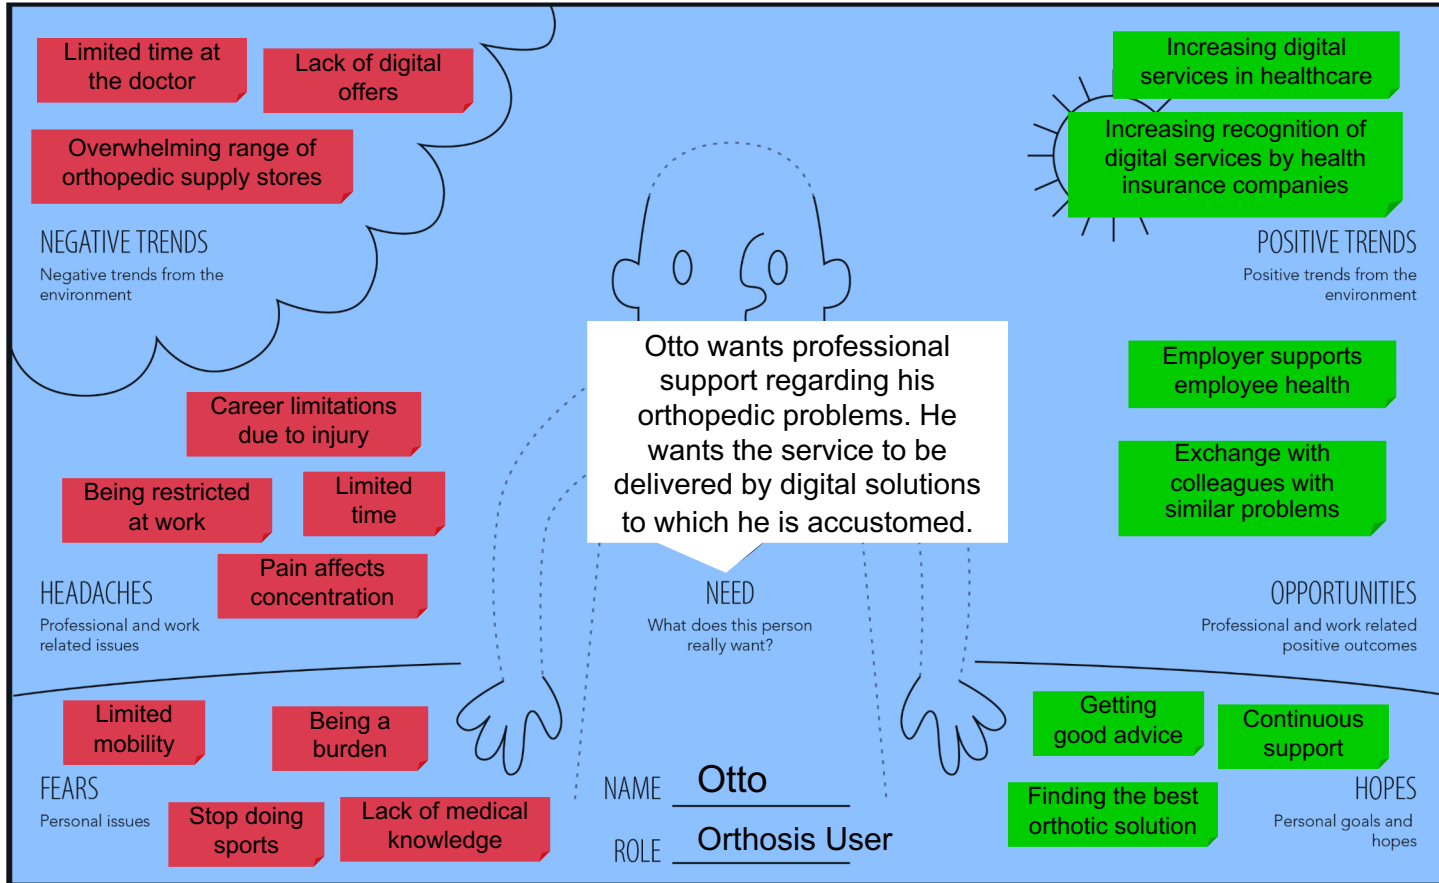 Limited time at
the doctor
Lack of digital
offers
Overwhelming range of
orthopedic supply stores
NEGATIVE TRENDS
Negative trends from the
environment
Increasing digital
services in healthcare
Increasing recognition of
digital services by health
insurance companies
POSITIVE TRENDS
Positive trends from the
environment
Otto wants professional
support regarding his
orthopedic problems. He
wants the service to be
delivered by digital solutions
to which he is accustomed.
NEED
What does this person
really want?
Career limitations
due to injury
Being restricted
at work
Limited
time
Pain affects
concentration
HEADACHES
Professional and work
related issues
Employer supports
employee health
Exchange with
colleagues with
similar problems
OPPORTUNITIES
Professional and work related
positive outcomes
Limited
mobility
Being a
burden
FEARS
Personal issues
Stop doing
sports
Lack of medical
knowledge
NAME Otto
ROLE Orthosis User
Getting
good advice
Continuous
support
Finding the best
orthotic solution
HOPES
Personal goals and
hopes